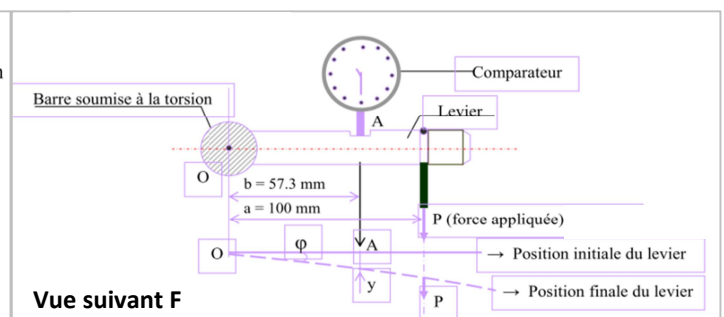 n
Comparateur
Barre soumise à la torsion
Levier
A
O
b = 57.3 mm
a = 100 mm
P (force appliquée)
O
φ
A
→ Position initiale du levier
y
→ Position finale du levier
P
Vue suivant F